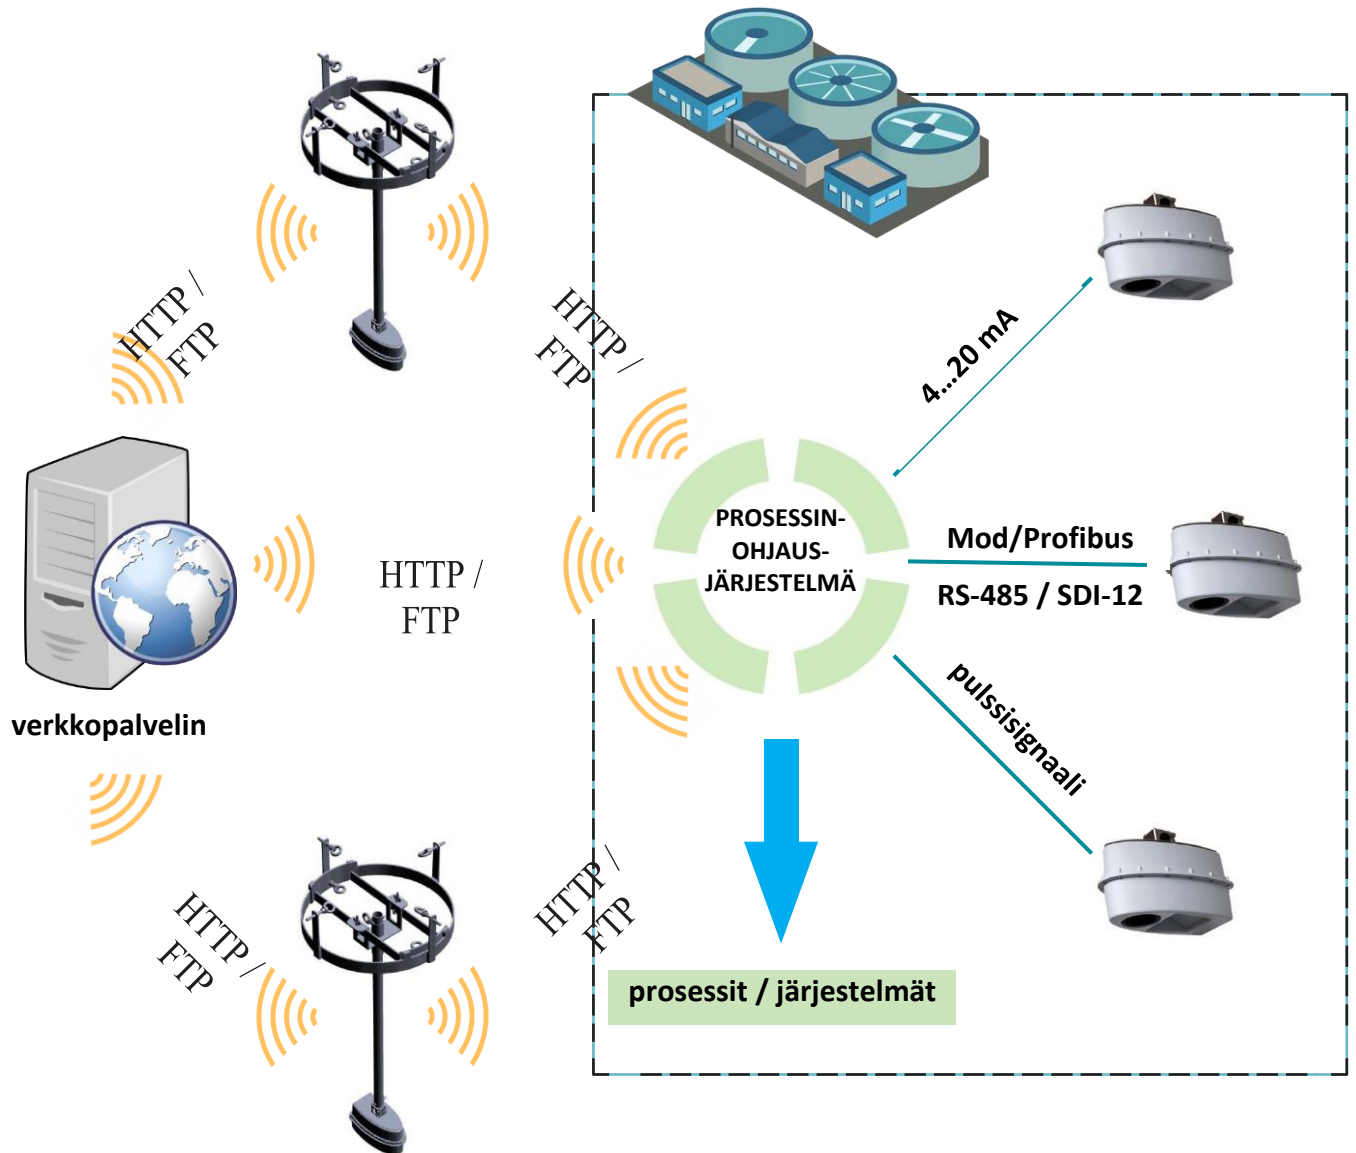 HTTP /
FTP
HTTP /
FTP
4...20 mA
PROSESSIN-
OHJAUS-
JÄRJESTELMÄ
Mod/Profibus
RS-485 / SDI-12
HTTP /
FTP
verkkopalvelin
pulssisignaali
HTTP /
FTP
HTTP /
FTP
prosessit / järjestelmät